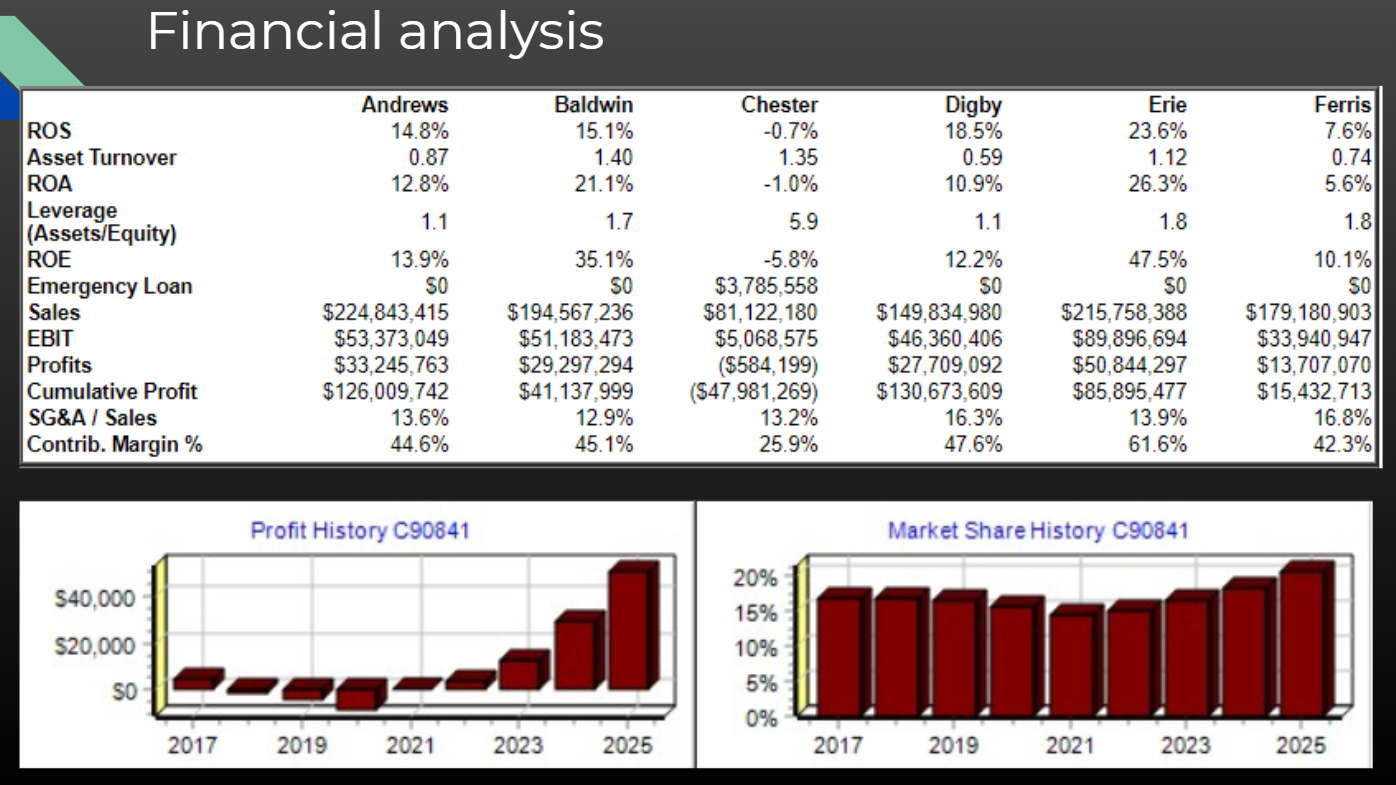 Financial analysis
Andrews Baldwin Chester Digby Erie Ferris
ROS 14.8% 15.1% -0.7% 18.5% 23.6% 7.6%
Asset Turnover 0.87 1.40 1.35 0.59 1.12 0.74
ROA 12.8% 21.1% -1.0% 10.9% 26.3% 5.6%
Leverage
(Assets/Equity) 1.1 1.7 5.9 1.1 1.8 1.8
ROE 13.9% 35.1% -5.8% 12.2% 47.5% 10.1%
Emergency Loan $0 $0 $3,785,558 $0 $0 $0
Sales $224,843,415 $194,567,236 $81,122,180 $149,834,980 $215,758,388 $179,180,903
EBIT $53,373,049 $51,183,473 $5,068,575 $46,360,406 $89,896,694 $33,940,947
Profits $33,245,763 $29,297,294 ($584,199) $27,709,092 $50,844,297 $13,707,070
Cumulative Profit $126,009,742 $41,137,999 ($47,981,269) $130,673,609 $85,895,477 $15,432,713
SG&A / Sales 13.6% 12.9% 13.2% 16.3% 13.9% 16.8%
Contrib. Margin % 44.6% 45.1% 25.9% 47.6% 61.6% 42.3%
Profit History C90841
$40,000
$20,000
$0
2017 2019 2021 2023 2025
Market Share History C90841
20%
15%
10%
5%
0%
2017 2019 2021 2023 2025